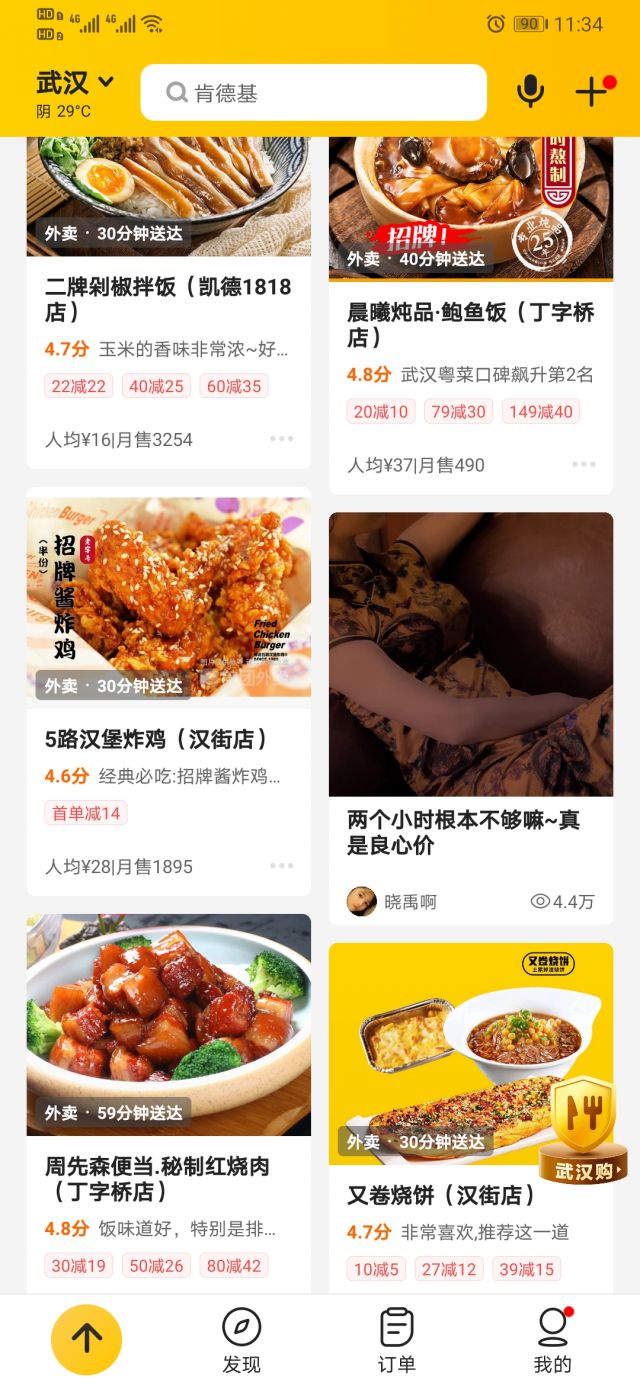 HD 1 4G 4G
HD 2
90 11:34
武汉
阴 29°C
肯德基
外卖 · 30分钟送达
二牌剁椒拌饭（凯德1818
店）
4.7分 玉米的香味非常浓~好...
22减22 40减25 60减35
人均¥16|月售3254
时熬制
招牌!
25
年
外卖 · 40分钟送达
晨曦炖品·鲍鱼饭（丁字桥
店）
4.8分 武汉粤菜口碑飙升第2名
20减10 79减30 149减40
人均¥37|月售490
Chicken Burger
老字号
招牌酱炸鸡
（半份）
Fried
Chicken
Burger
外卖 · 30分钟送达
5路汉堡炸鸡（汉街店）
4.6分 经典必吃:招牌酱炸鸡...
首单减14
人均¥28|月售1895
两个小时根本不够嘛~真
是良心价
晓禹啊
4.4万
外卖 · 59分钟送达
周先森便当.秘制红烧肉
（丁字桥店）
4.8分 饭味道好，特别是排...
30减19 50减26 80减42
又卷烧饼
外卖 · 30分钟送达
武汉购
又卷烧饼（汉街店）
4.7分 非常喜欢,推荐这一道
10减5 27减12 39减15
发现
订单
我的